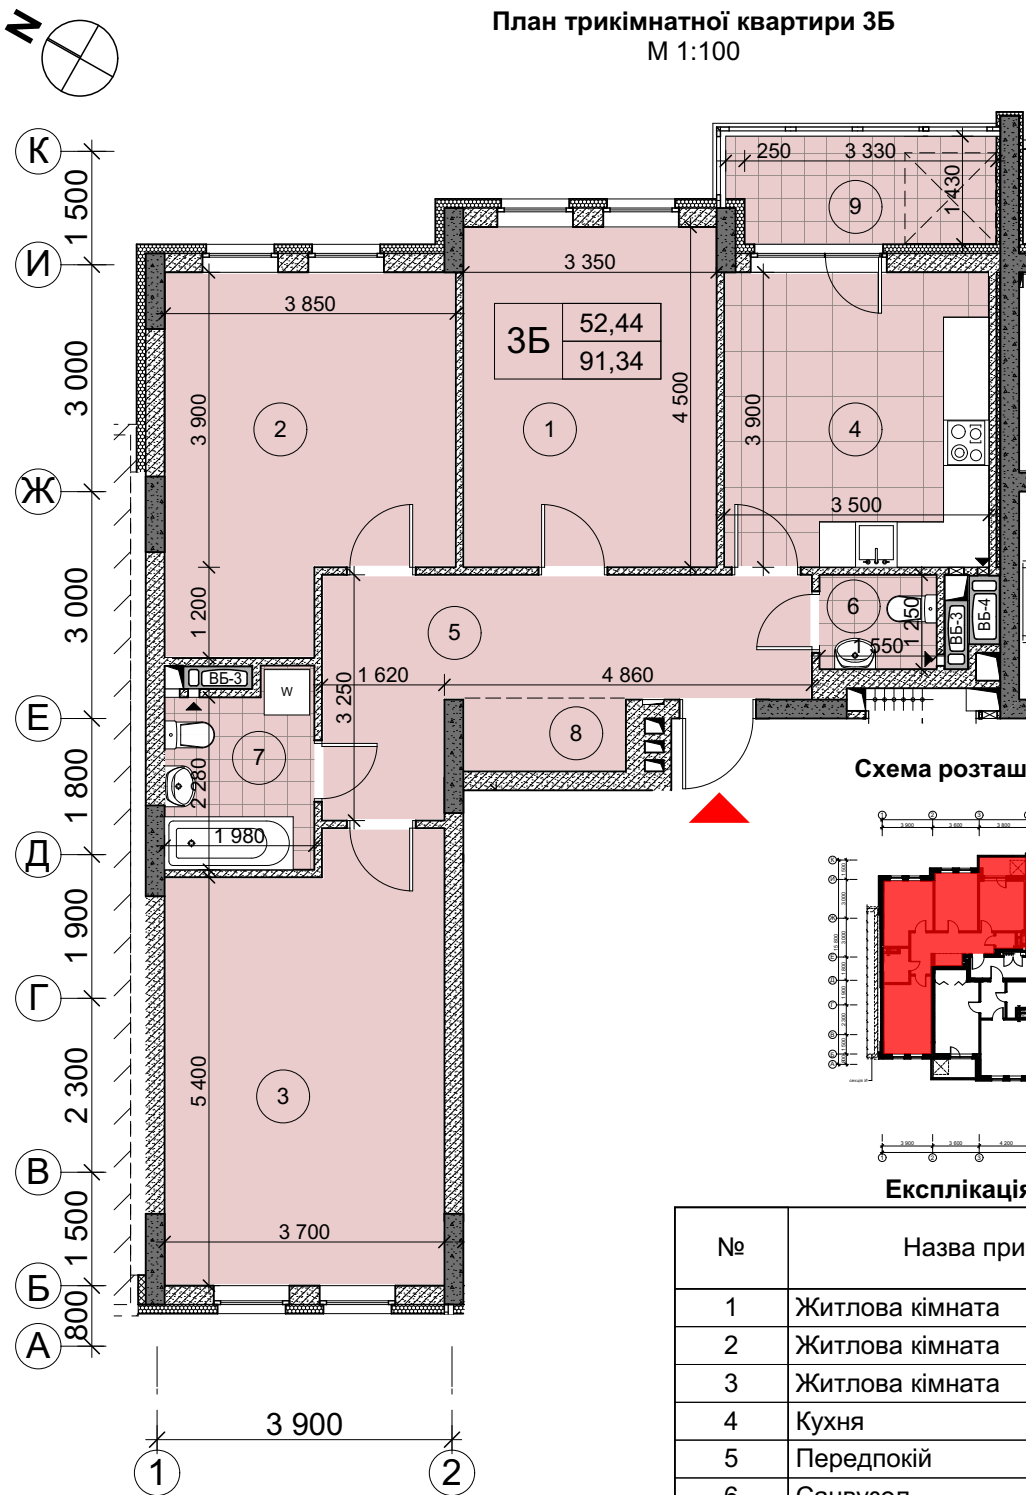 План трикімнатної квартири 3Б
М 1:100
N
К
1 500
И
3 000
Ж
3 000
Е
1 800
Д
1 900
Г
2 300
В
1 500
Б
800
А
250
3 330
1 430
9
3 350
3 850
3Б
52,44
91,34
3 900
2
1
4 500
3 900
4
3 500
1 200
5
6
1 250
1 550
ВБ-3
ВБ-4
ВБ-3
W
1 620
4 860
3 250
7
8
2 280
1 980
5 400
3
3 700
3 900
1
2
Схема розташ
Експлікація
№
Назва при
1 Житлова кімната
2 Житлова кімната
3 Житлова кімната
4 Кухня
5 Передпокій
6 Санвузол